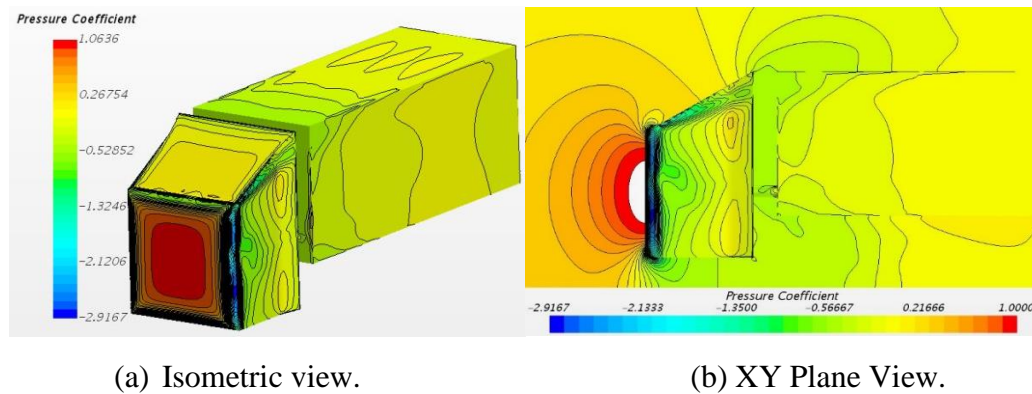 Pressure Coefficient
1.0636
0.26754
-0.52852
-1.3246
-2.1206
-2.9167
Pressure Coefficient
-2.9167 -2.1333 -1.3500 -0.56667 0.21666 1.0000
(a) Isometric view.
(b) XY Plane View.